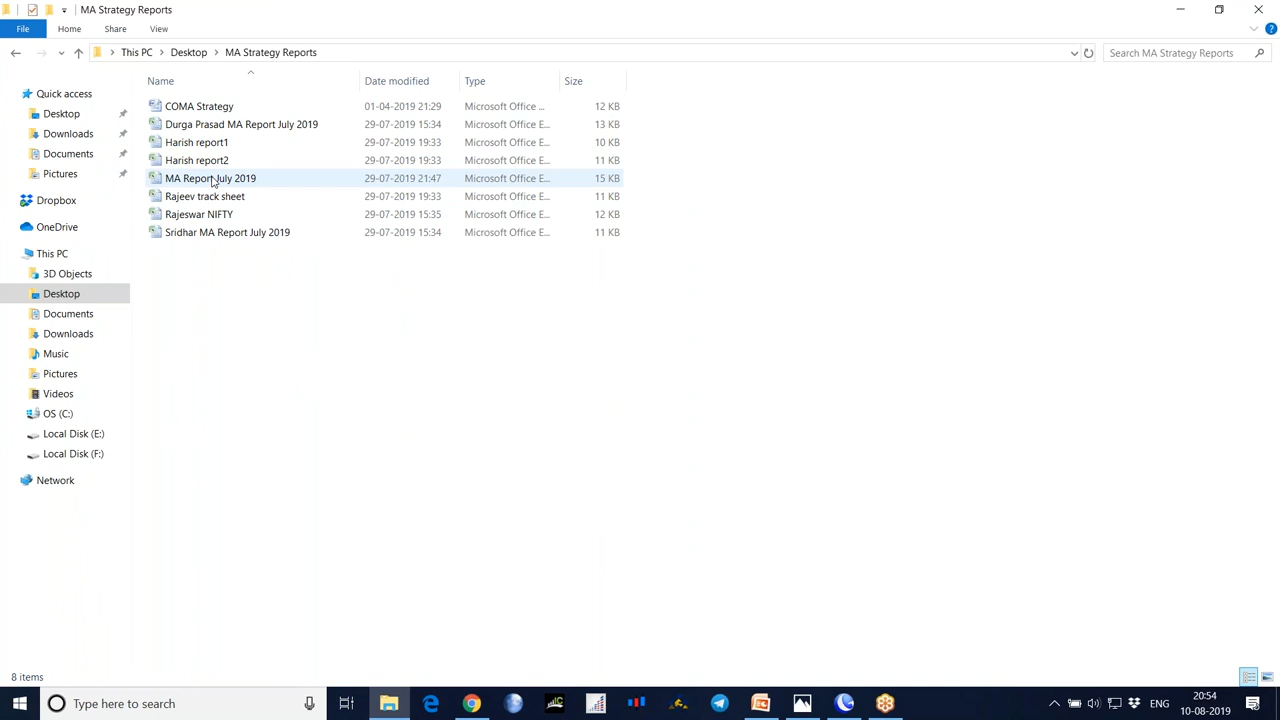 MA Strategy Reports
File Home Share View
This PC Desktop MA Strategy Reports Search MA Strategy Reports
Name Date modified Type Size
Quick access
Desktop
Downloads
Documents
Pictures
Dropbox
OneDrive
This PC
3D Objects
Desktop
Documents
Downloads
Music
Pictures
Videos
OS (C:)
Local Disk (E:)
Local Disk (F:)
Network
COMA Strategy 01-04-2019 21:29 Microsoft Office ... 12 KB
Durga Prasad MA Report July 2019 29-07-2019 15:34 Microsoft Office E... 13 KB
Harish report1 29-07-2019 19:33 Microsoft Office E... 10 KB
Harish report2 29-07-2019 19:33 Microsoft Office E... 11 KB
MA Report July 2019 29-07-2019 21:47 Microsoft Office E... 15 KB
Rajeev track sheet 29-07-2019 19:33 Microsoft Office E... 11 KB
Rajeswar NIFTY 29-07-2019 15:35 Microsoft Office E... 12 KB
Sridhar MA Report July 2019 29-07-2019 15:34 Microsoft Office E... 11 KB
8 items
Type here to search ENG 20:54
10-08-2019